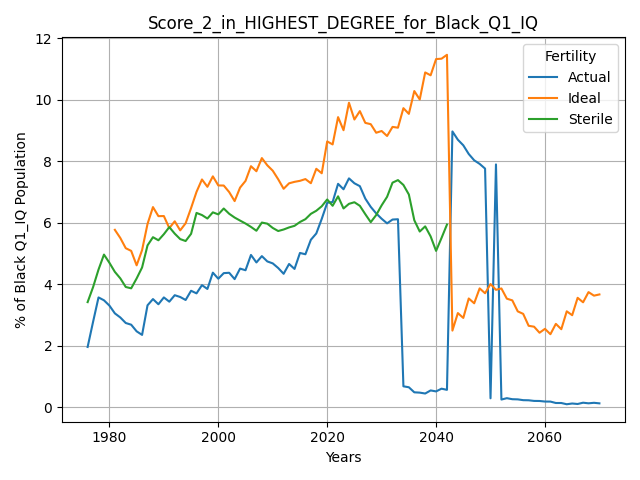 Score_2_in_HIGHEST_DEGREE_for_Black_Q1_IQ
Fertility
Actual
Ideal
Sterile
% of Black Q1_IQ Population
12
10
8
6
4
2
0
1980 2000 2020 2040 2060
Years